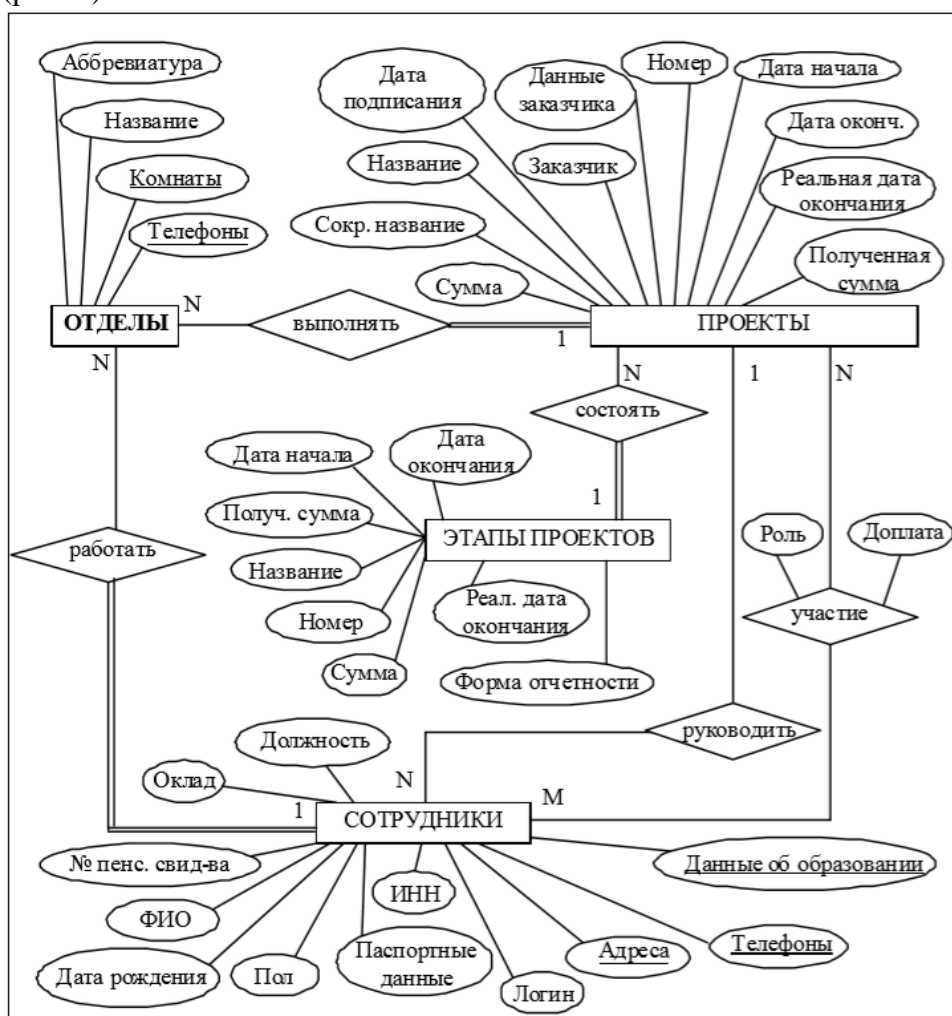 Аббревиатура
Название
Комнаты
Телефоны
Дата
подписания
Данные
заказчика
Номер
Дата начала
Название
Заказчик
Дата оконч.
Реальная дата
окончания
Сокр. название
Сумма
Полученная
сумма
ОТДЕЛЫ
N
выполнять
1
ПРОЕКТЫ
N
N
1
N
состоять
Дата начала
Дата
окончания
1
Получ. сумма
ЭТАПЫ ПРОЕКТОВ
Название
Номер
Сумма
Реал. дата
окончания
Форма отчетности
работать
Роль
Доплата
участие
руководить
Должность
Оклад
N
M
1
СОТРУДНИКИ
№ пенс. свид-ва
ФИО
Дата рождения
Пол
Паспортные
данные
ИНН
Логин
Адреса
Телефоны
Данные об образовании